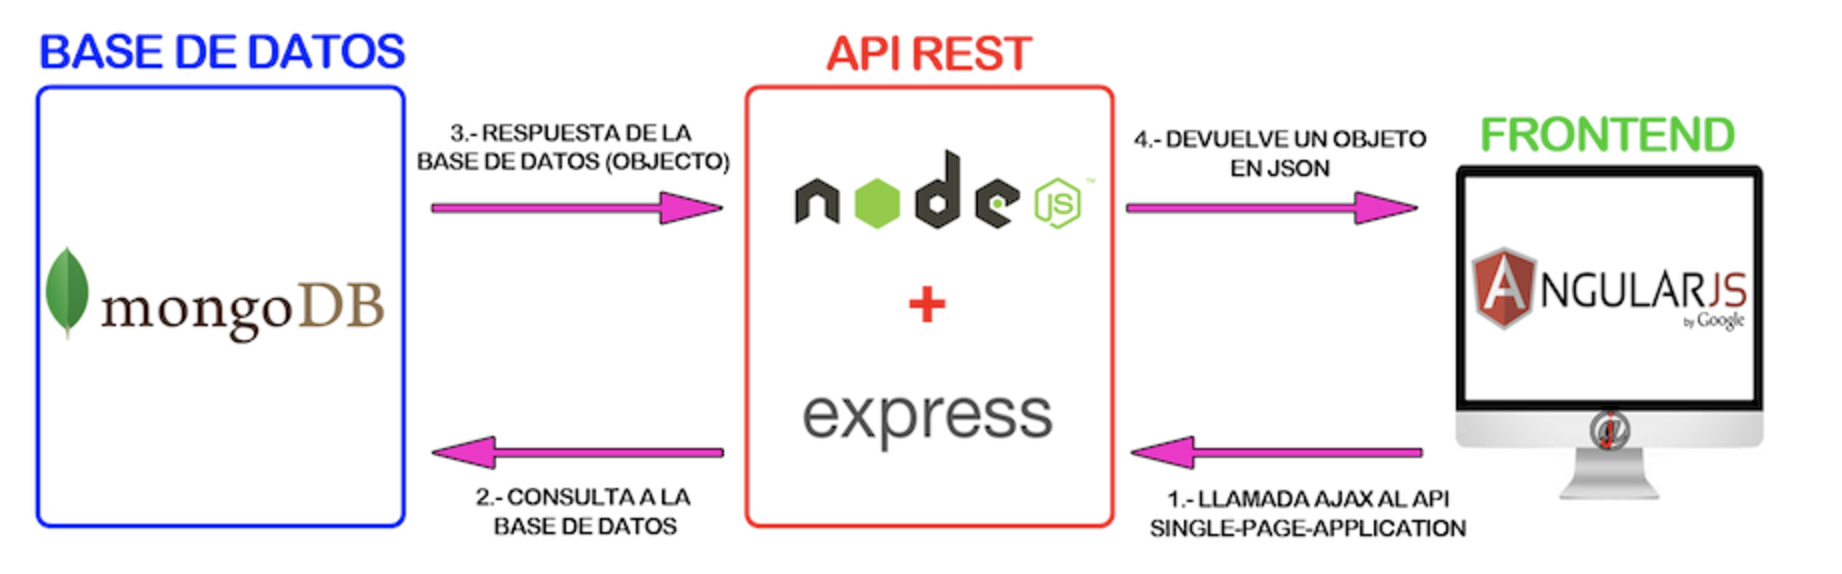 BASE DE DATOS
mongoDB
3.- RESPUESTA DE LA
BASE DE DATOS (OBJECTO)
2.- CONSULTA A LA
BASE DE DATOS
API REST
node JS™
+
express
4.- DEVUELVE UN OBJETO
EN JSON
1.- LLAMADA AJAX AL API
SINGLE-PAGE-APPLICATION
FRONTEND
ANGULARJS
by Google